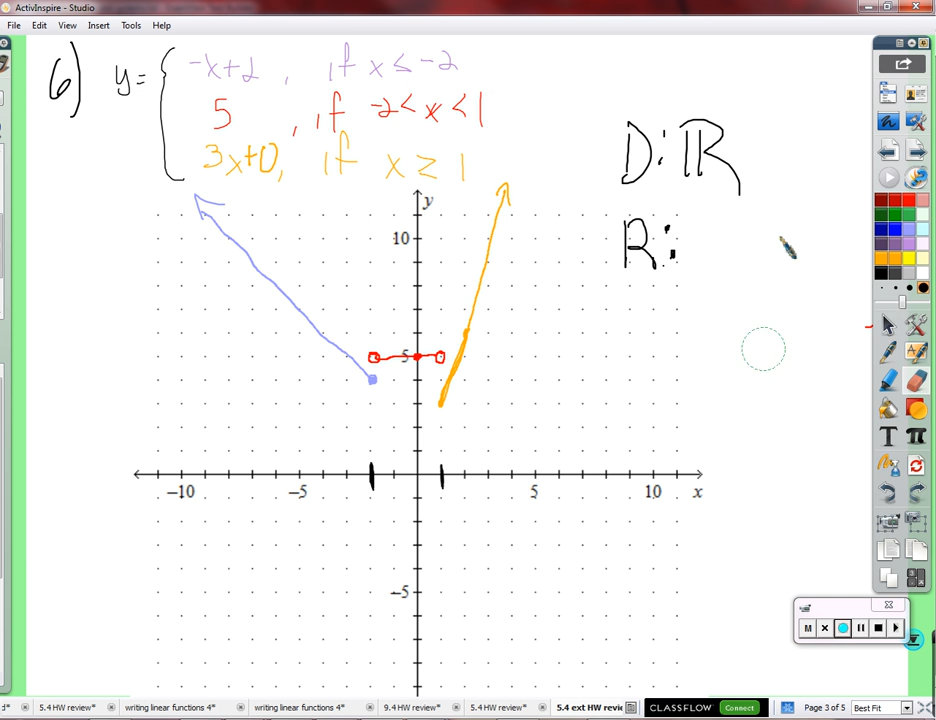 ActivInspire - Studio
File Edit View Insert Tools Help
6) y= { -x+2 , if x ≤ -2
5 , if -2 < x < 1
3x+0, if x ≥ 1
D: ℝ
R:
y
10
5
-10 -5 5 10 x
-5
T π
M
5.4 HW review* writing linear functions 4* writing linear functions 4* 9.4 HW review* 5.4 HW review* 5.4 ext HW revie CLASSFLOW Connect Page 3 of 5 Best Fit